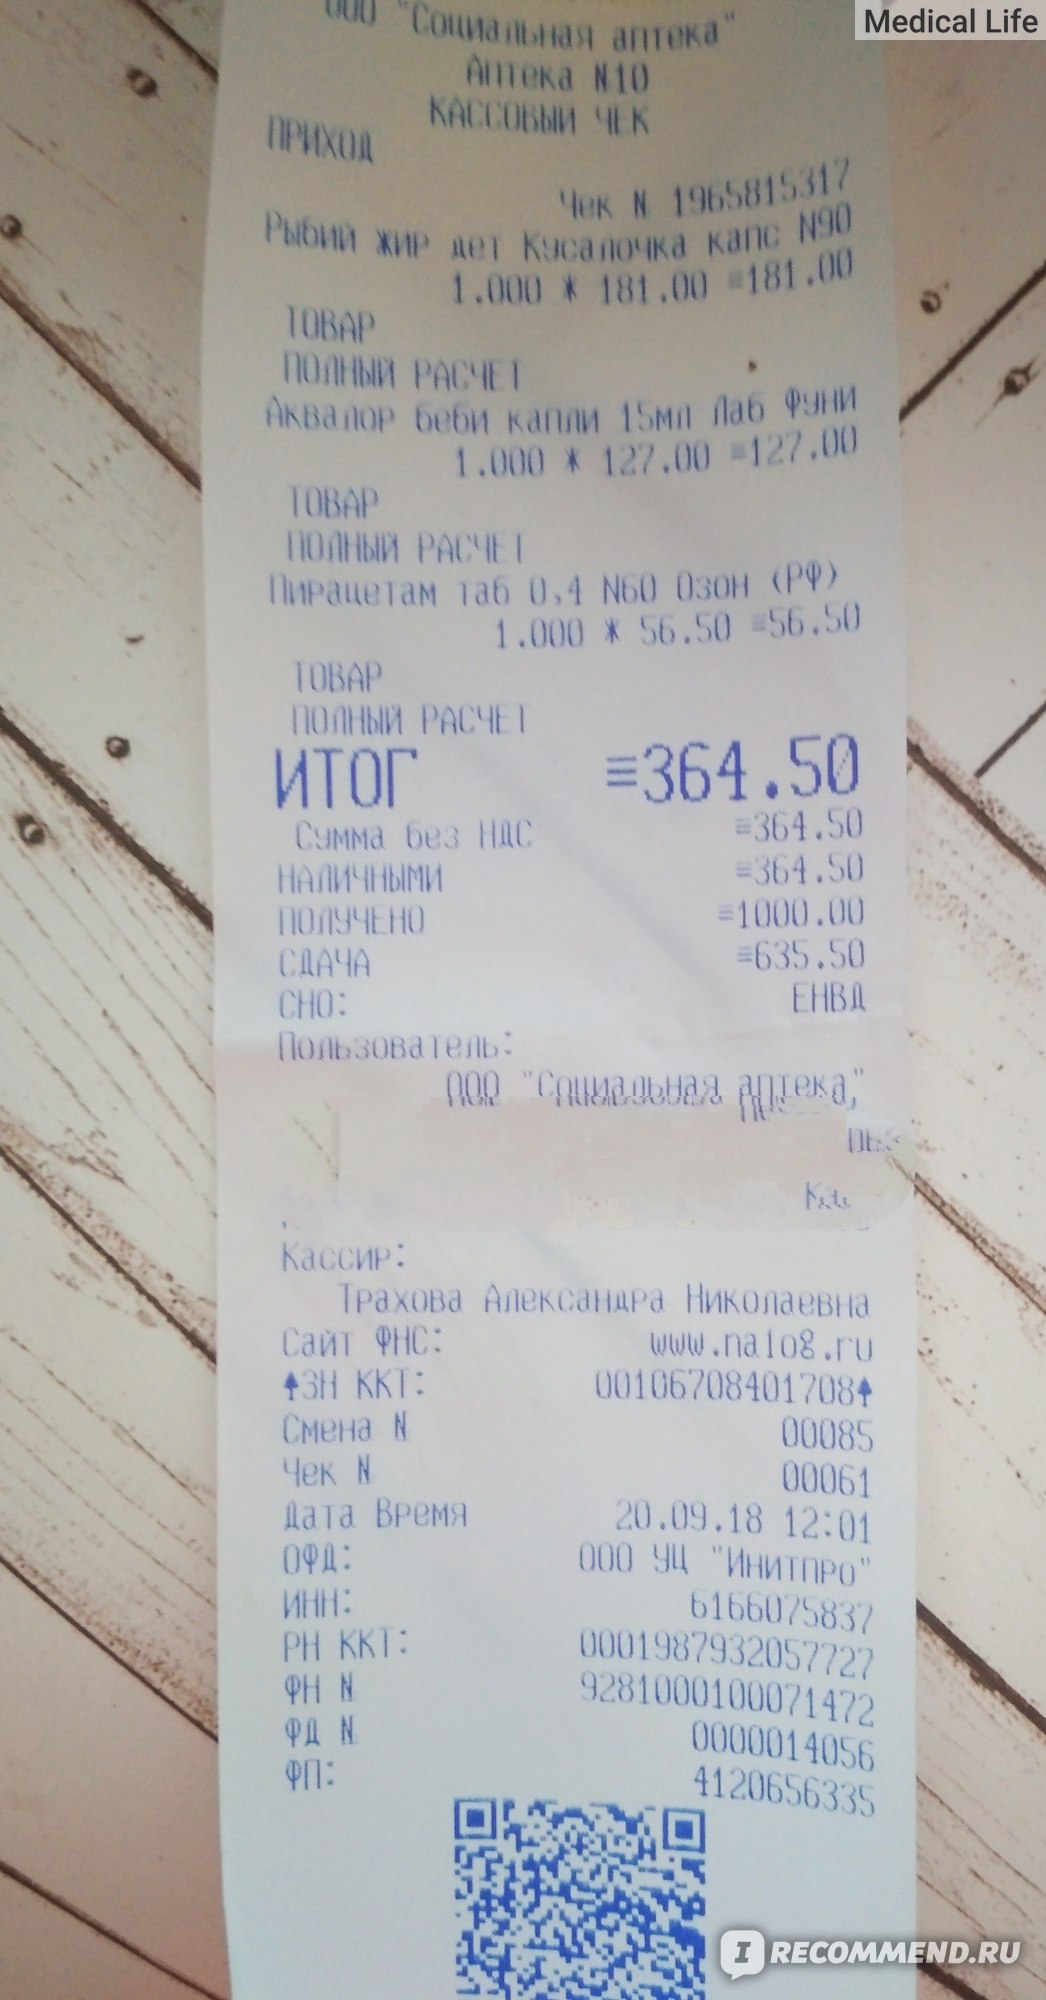 Medical Life
ООО "Социальная аптека"
Аптека N10
КАССОВЫЙ ЧЕК
ПРИХОД
Чек N 1965815317
Рыбий жир дет Кусалочка капс N90
1.000 * 181.00 ≡181.00
ТОВАР
ПОЛНЫЙ РАСЧЕТ
Аквалор беби капли 15мл Лаб Фуни
1.000 * 127.00 ≡127.00
ТОВАР
ПОЛНЫЙ РАСЧЕТ
Пирацетам таб 0,4 N60 Озон (РФ)
1.000 * 56.50 ≡56.50
ТОВАР
ПОЛНЫЙ РАСЧЕТ
ИТОГ ≡364.50
Сумма без НДС ≡364.50
НАЛИЧНЫМИ ≡364.50
ПОЛУЧЕНО ≡1000.00
СДАЧА ≡635.50
СНО: ЕНВД
Пользователь:
ООО "Социальная аптека,"
Кассир:
Трахова Александра Николаевна
Сайт ФНС: www.nalog.ru
ЗН ККТ: 00106708401708
Смена N 00085
Чек N 00061
Дата Время 20.09.18 12:01
ОФД: ООО УЦ "Инитпро"
ИНН: 6166075837
РН ККТ: 0001987932057727
ФН N 9281000100071472
ФД N 0000014056
ФП: 4120656335
IRECOMMEND.RU